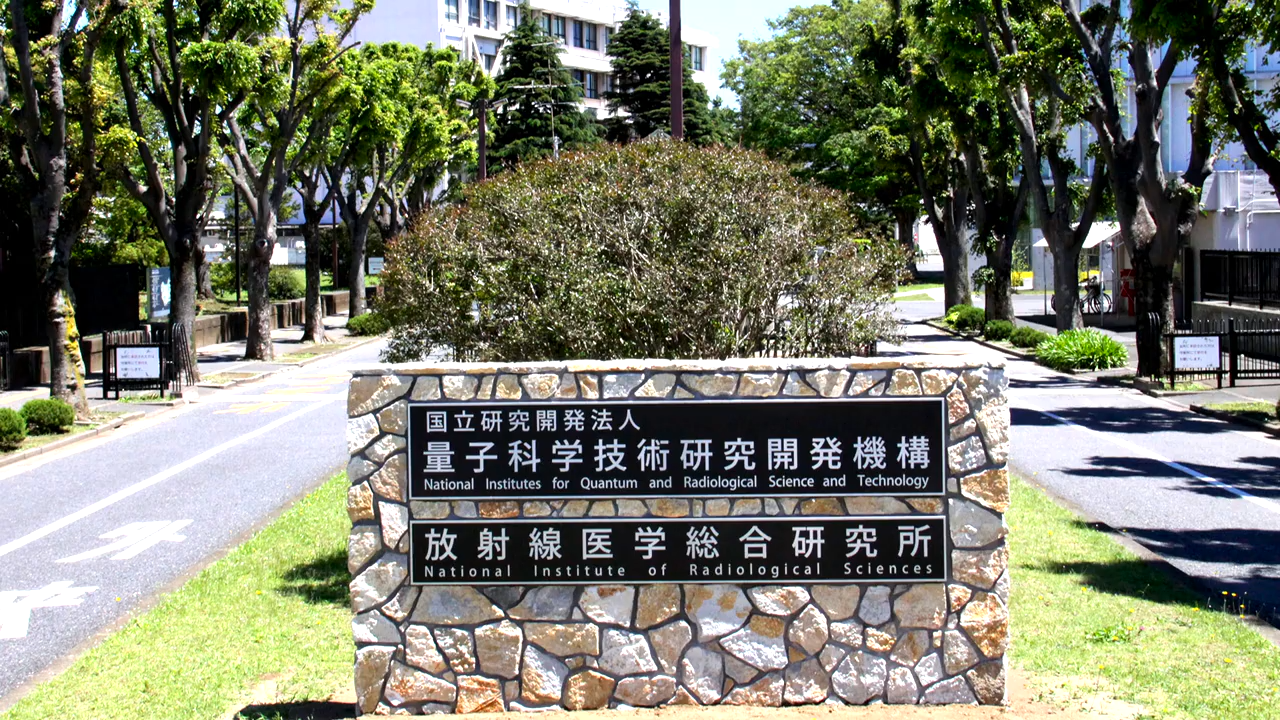 国立研究開発法人
量子科学技術研究開発機構
National Institutes for Quantum and Radiological Science and Technology
放射線医学総合研究所
National Institute of Radiological Sciences